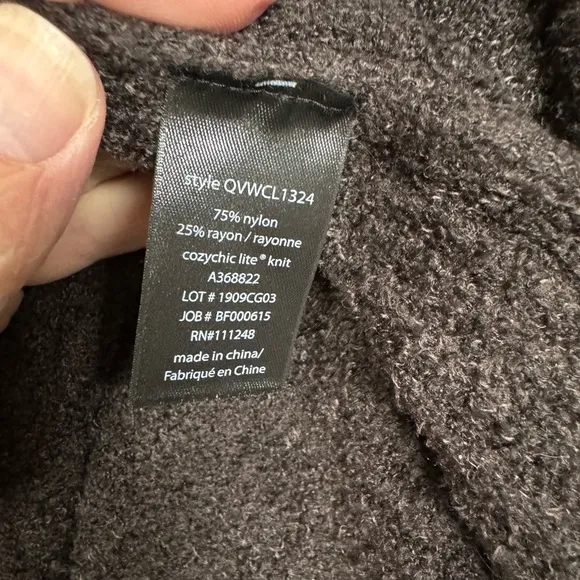 style QVWCL1324
75% nylon
25% rayon / rayonne
cozychic lite® knit
A368822
LOT # 1909CG03
JOB # BF000615
RN#111248
made in china/
Fabriqué en Chine